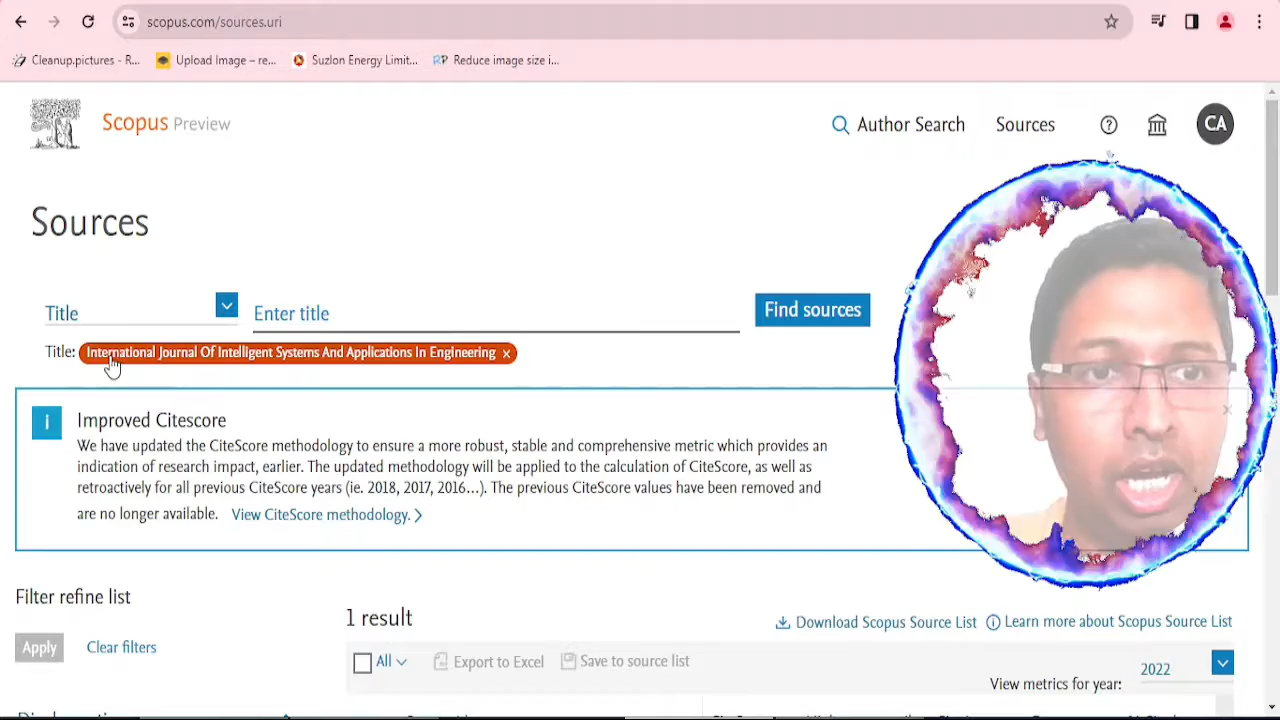 scopus.com/sources.uri
Cleanup.pictures - R... Upload Image – re... Suzlon Energy Limit... RP Reduce image size i...
Scopus Preview
Author Search Sources CA
Sources
Title Enter title Find sources
Title: International Journal Of Intelligent Systems And Applications In Engineering ×
i Improved Citescore
We have updated the CiteScore methodology to ensure a more robust, stable and comprehensive metric which provides an
indication of research impact, earlier. The updated methodology will be applied to the calculation of CiteScore, as well as
retroactively for all previous CiteScore years (ie. 2018, 2017, 2016...). The previous CiteScore values have been removed and
are no longer available. View CiteScore methodology. >
Filter refine list
1 result Download Scopus Source List Learn more about Scopus Source List
Apply Clear filters
All Export to Excel Save to source list
View metrics for year: 2022